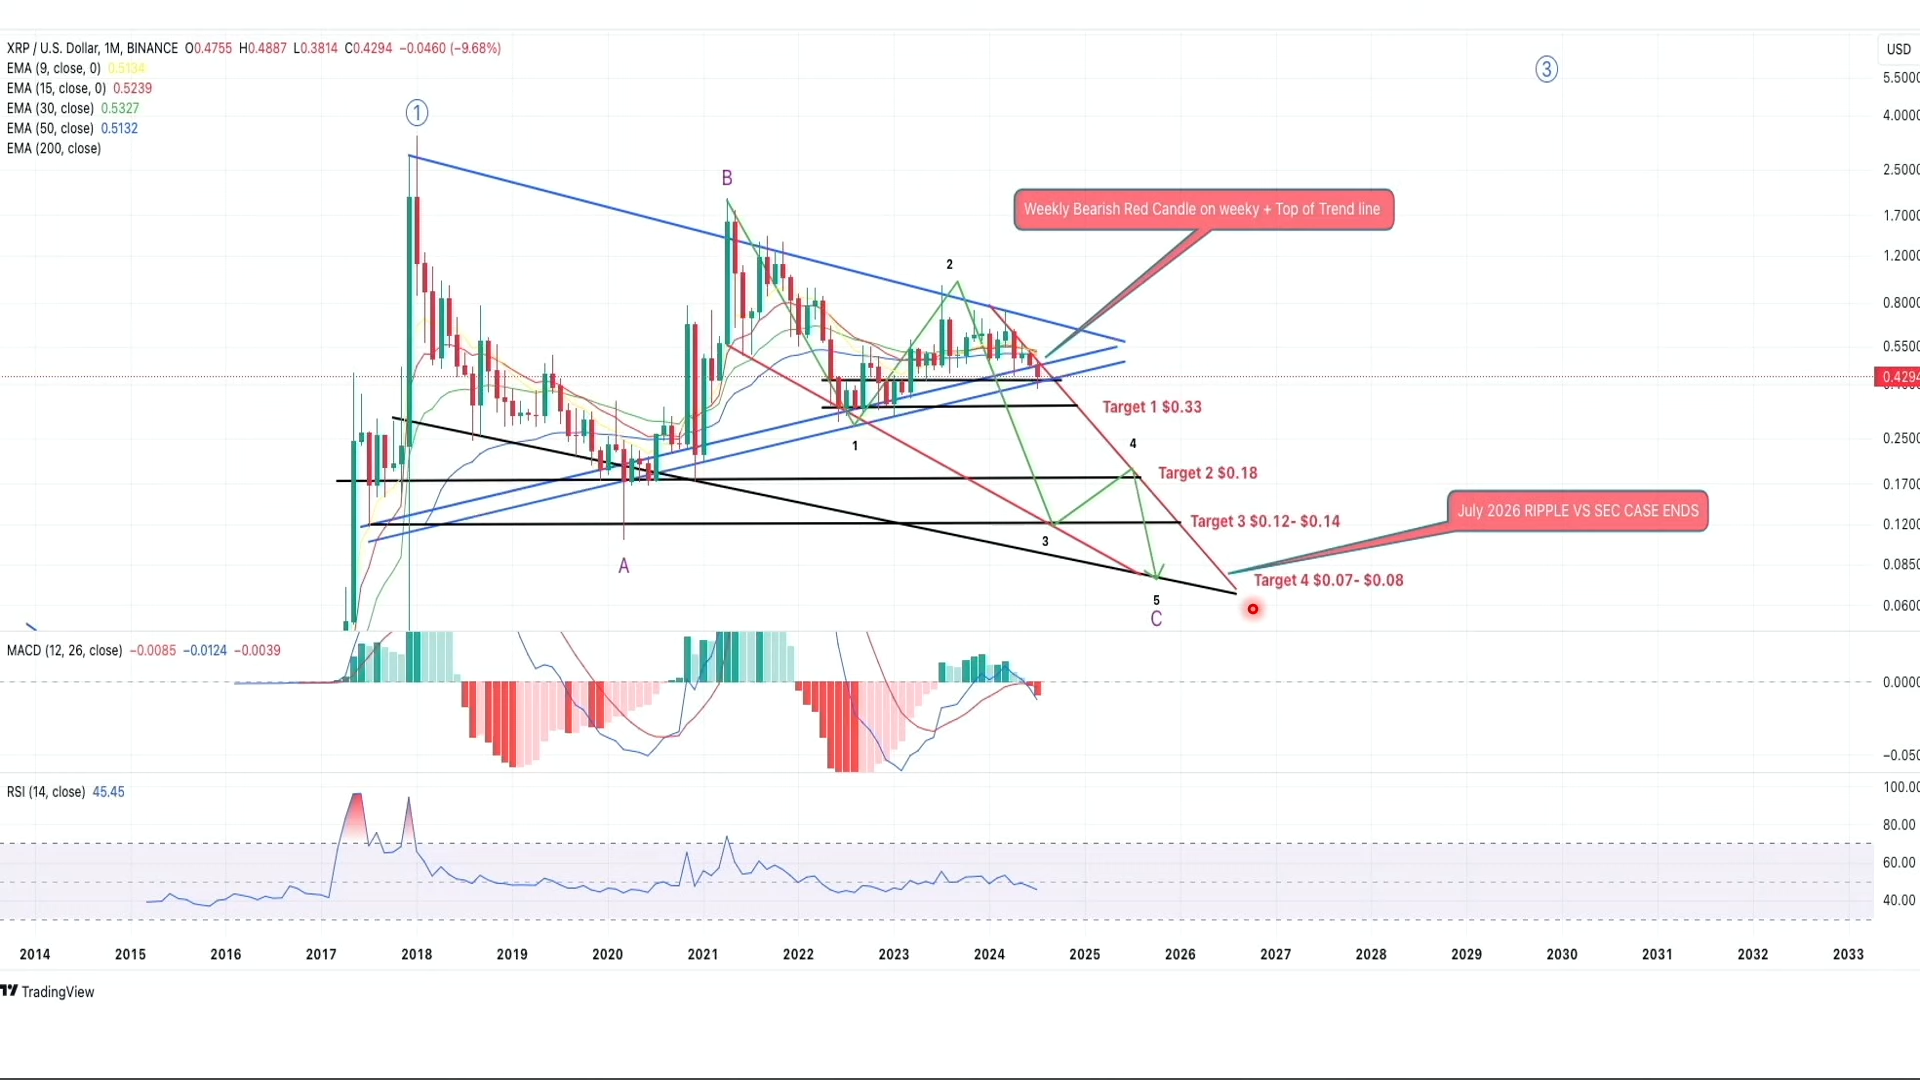 XRP / U.S. Dollar, 1M, BINANCE O0.4755 H0.4887 L0.3814 C0.4294 −0.0460 (−9.68%)
EMA (9, close, 0) 0.5134
EMA (15, close, 0) 0.5239
EMA (30, close) 0.5327
EMA (50, close) 0.5132
EMA (200, close)
USD
3
1
B
Weekly Bearish Red Candle on weeky + Top of Trend line
2
1
Target 1 $0.33
4
Target 2 $0.18
Target 3 $0.12- $0.14
3
July 2026 RIPPLE VS SEC CASE ENDS
A
Target 4 $0.07- $0.08
5
C
5.5000
4.0000
2.5000
1.7000
1.2000
0.8000
0.5500
0.4294
0.2500
0.1700
0.1200
0.0850
0.0600
MACD (12, 26, close) −0.0085 −0.0124 −0.0039
0.0000
−0.050
RSI (14, close) 45.45
100.00
80.00
60.00
40.00
2014 2015 2016 2017 2018 2019 2020 2021 2022 2023 2024 2025 2026 2027 2028 2029 2030 2031 2032 2033
TradingView